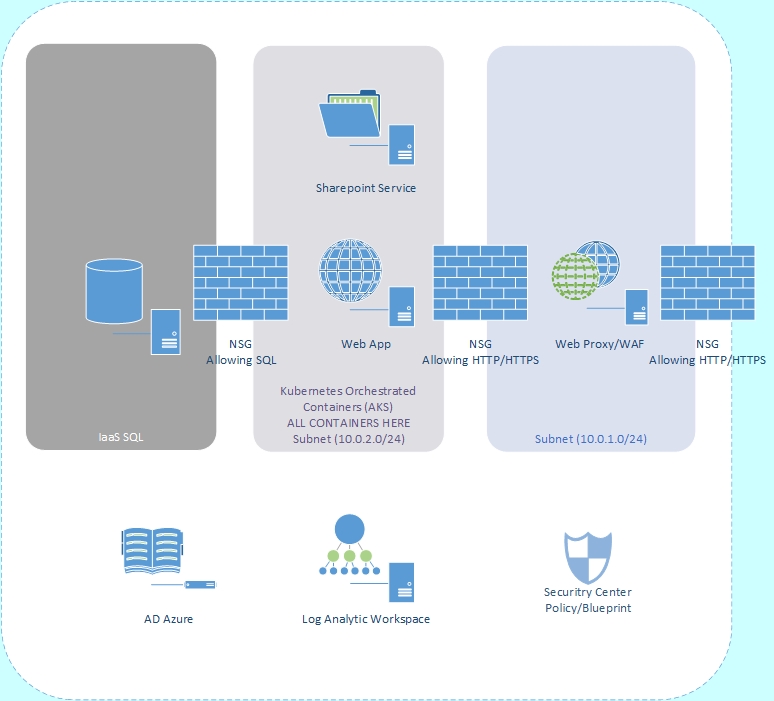 Sharepoint Service
NSG
Allowing SQL
Web App
NSG
Allowing HTTP/HTTPS
Web Proxy/WAF
NSG
Allowing HTTP/HTTPS
IaaS SQL
Kubernetes Orchestrated
Containers (AKS)
ALL CONTAINERS HERE
Subnet (10.0.2.0/24)
Subnet (10.0.1.0/24)
AD Azure
Log Analytic Workspace
Securitry Center
Policy/Blueprint